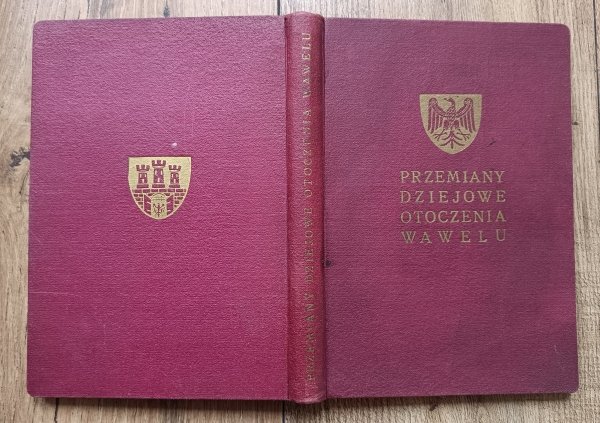 PRZEMIANY DZIEJOWE OTOCZENIA WAWELU
PRZEMIANY
DZIEJOWE
OTOCZENIA
WAWELU